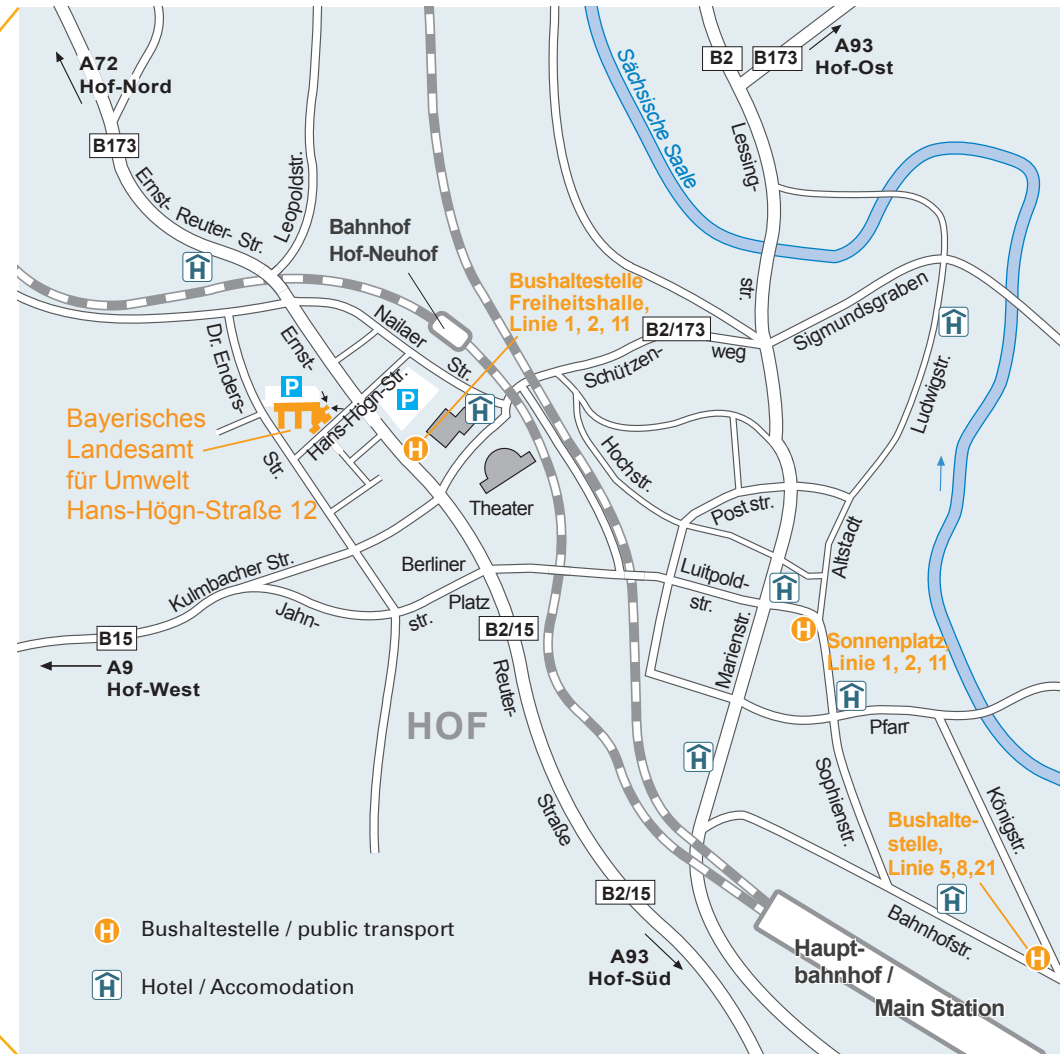 A72
Hof-Nord
B173
Ernst- Reuter- Str.
Leopoldstr.
B2
B173
A93
Hof-Ost
Sächsische Saale
Lessing-
str.
Bahnhof
Hof-Neuhof
Bushaltestelle
Freiheitshalle,
Linie 1, 2, 11
B2/173
Schützen-
weg
Sigmundsgraben
Ludwigstr.
Nailaer
Str.
Dr. Enders-
Str.
Ernst-
Hans-Högn-Str.
P
P
H
H
H
H
Bayerisches
Landesamt
für Umwelt
Hans-Högn-Straße 12
Theater
Hochstr.
Poststr.
Altstadt
Kulmbacher Str.
Berliner
Platz
Jahn-
str.
Luitpold-
str.
H
H
Marienstr.
B15
A9
Hof-West
B2/15
Reuter-
Straße
HOF
Sonnenplatz,
Linie 1, 2, 11
H
Pfarr
H
Sophienstr.
Königstr.
Bushalte-
stelle,
Linie 5,8,21
H
Bahnhofstr.
H
B2/15
A93
Hof-Süd
Haupt-
bahnhof /
Main Station
H Bushaltestelle / public transport
H Hotel / Accomodation